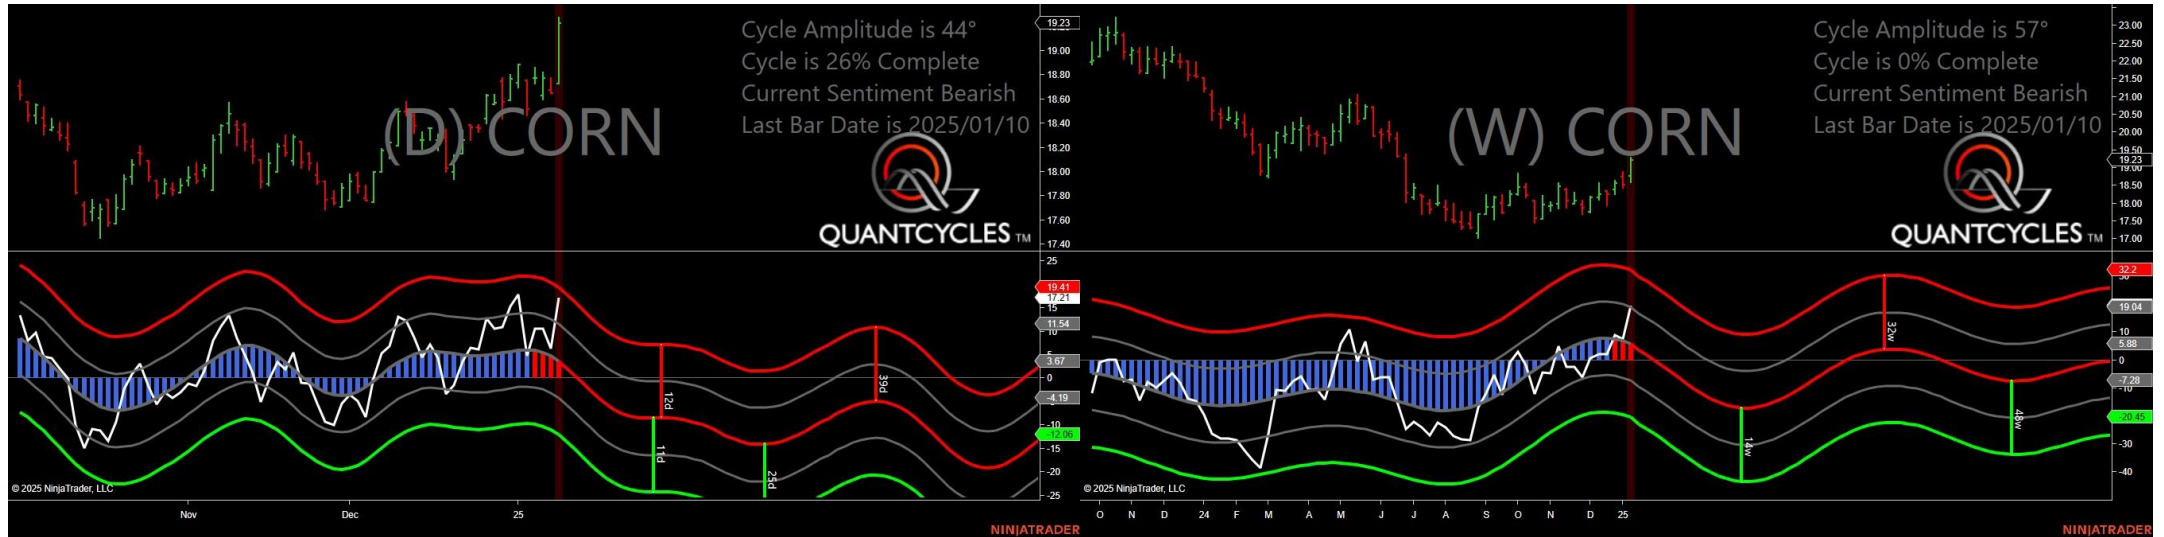 Cycle Amplitude is 44°
Cycle is 26% Complete
Current Sentiment Bearish
Last Bar Date is 2025/01/10
(D) CORN
QUANTCYCLES TM
19.23
19.00
18.80
18.60
18.40
18.20
18.00
17.80
17.60
17.40
25
19.41
17.21
15
11.54
10
3.67
0
-4.19
-10
-12.06
-15
-20
-25
12d
11d
25d
39d
© 2025 NinjaTrader, LLC
Nov
Dec
25
NINJATRADER
Cycle Amplitude is 57°
Cycle is 0% Complete
Current Sentiment Bearish
Last Bar Date is 2025/01/10
(W) CORN
QUANTCYCLES TM
23.00
22.50
22.00
21.50
21.00
20.50
20.00
19.50
19.23
19.00
18.50
18.00
17.50
17.00
32.2
19.04
10
5.88
0
-7.28
-10
-20.45
-30
-40
32w
14w
48w
© 2025 NinjaTrader, LLC
O N D 24 F M A M J J A S O N D 25
NINJATRADER